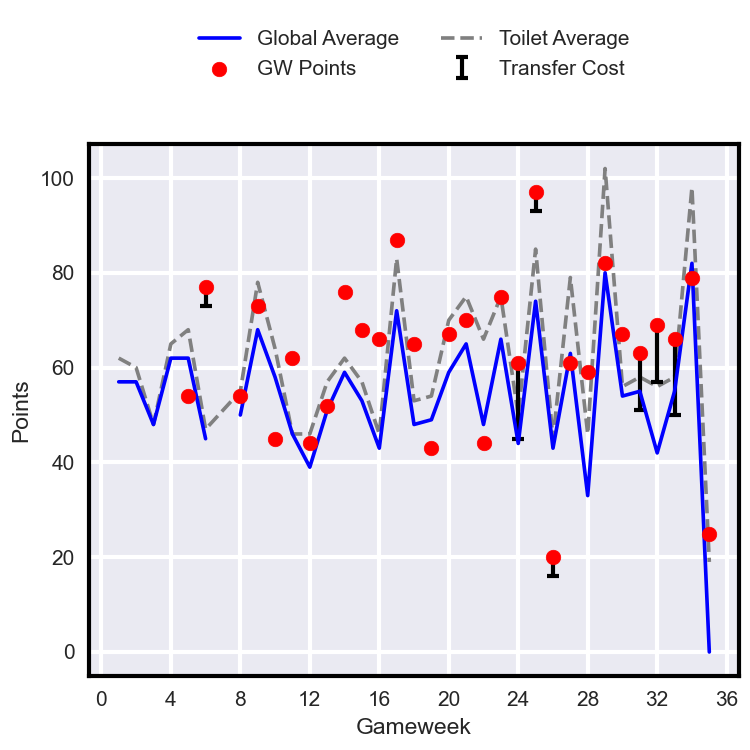 Global Average
Toilet Average
GW Points
Transfer Cost
100
80
60
40
20
0
Points
0 4 8 12 16 20 24 28 32 36
Gameweek